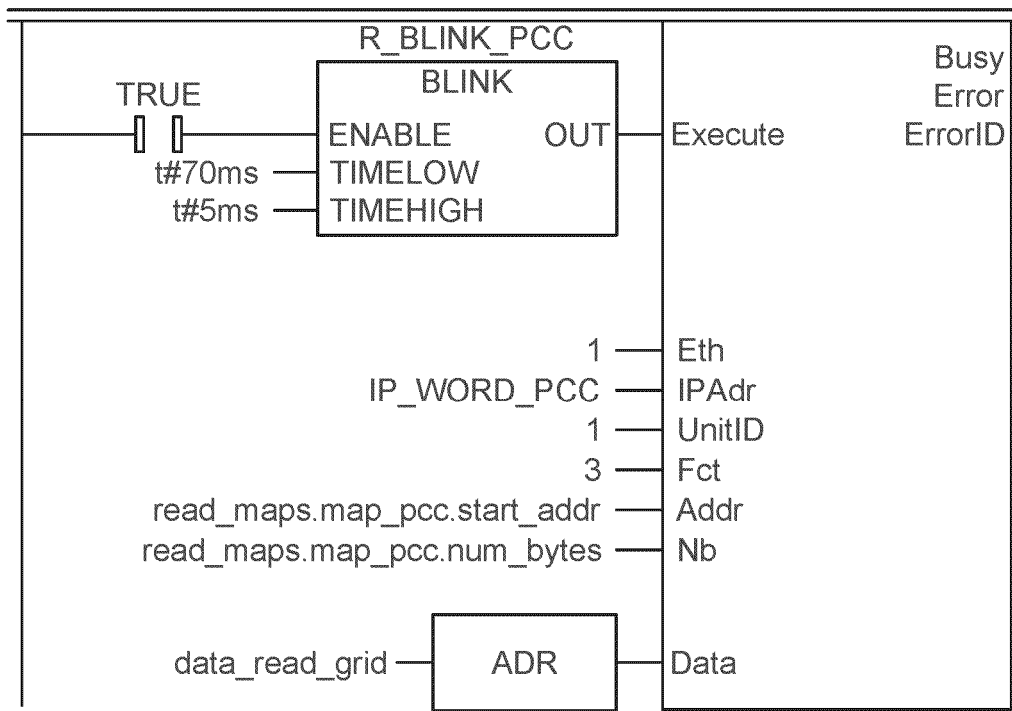 R_BLINK_PCC
BLINK
Busy
TRUE
Error
ENABLE OUT Execute ErrorID
t#70ms TIMELOW
t#5ms TIMEHIGH
1 Eth
IP_WORD_PCC IPAdr
1 UnitID
3 Fct
read_maps.map_pcc.start_addr Addr
read_maps.map_pcc.num_bytes Nb
data_read_grid ADR Data